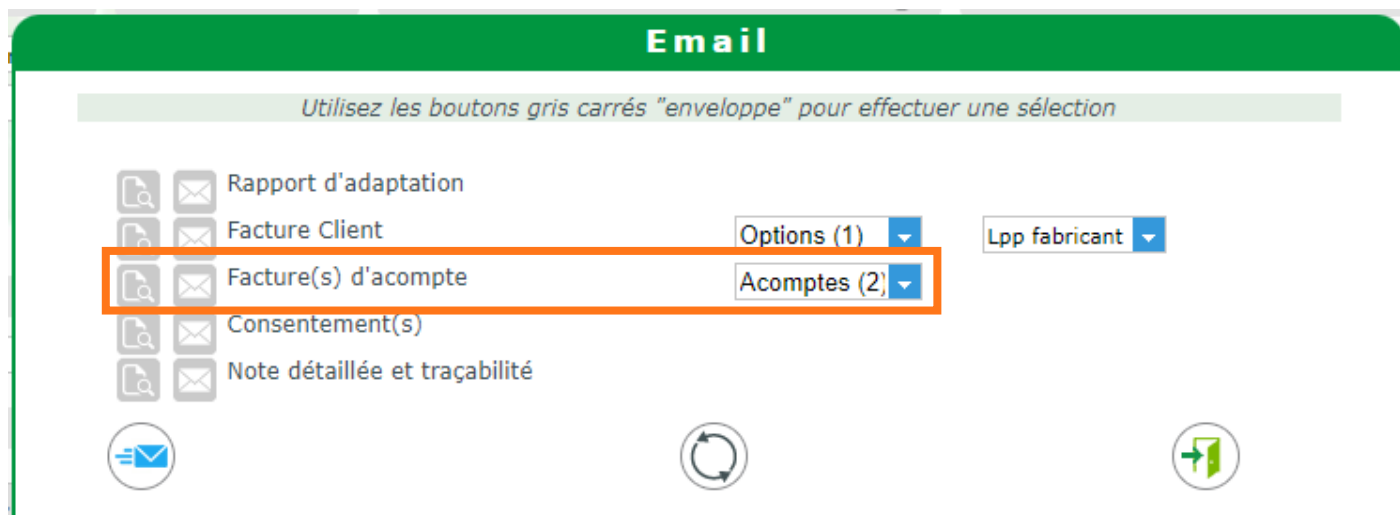 Email
Utilisez les boutons gris carrés "enveloppe" pour effectuer une sélection
Rapport d'adaptation
Facture Client Options (1) Lpp fabricant
Facture(s) d'acompte Acomptes (2)
Consentement(s)
Note détaillée et traçabilité